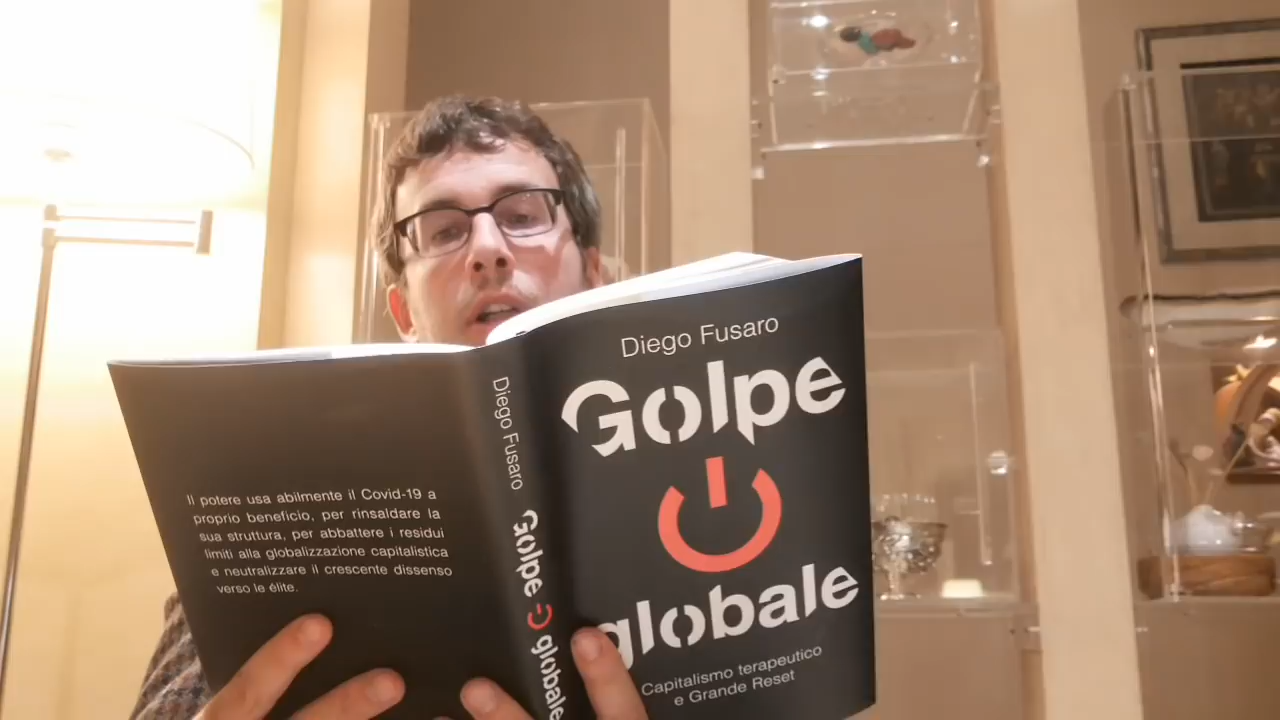 Il potere usa abilmente il Covid-19 a
proprio beneficio, per rinsaldare la
sua struttura, per abbattere i residui
limiti alla globalizzazione capitalistica
e neutralizzare il crescente dissenso
verso le élite.
Diego Fusaro Golpe globale
Diego Fusaro
Golpe
globale
Capitalismo terapeutico
e Grande Reset